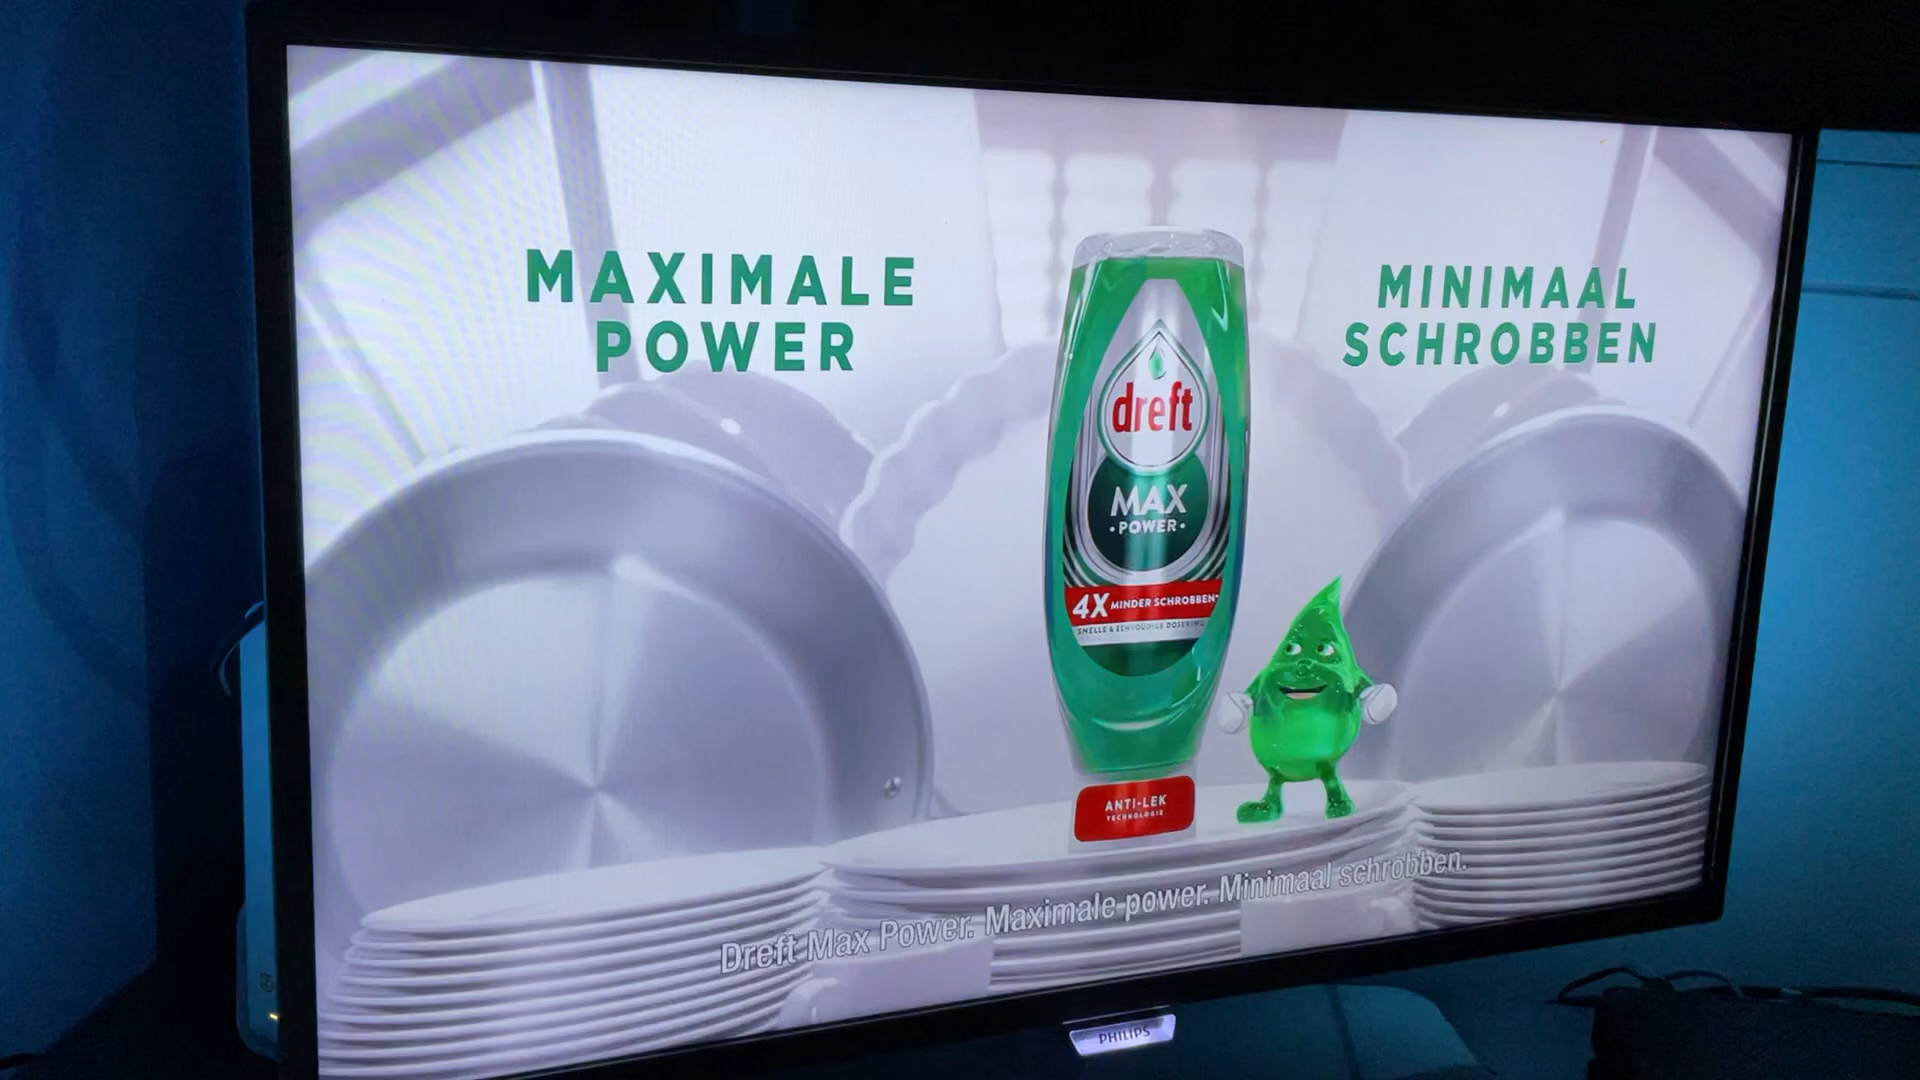 MAXIMALE
POWER
MINIMAAL
SCHROBBEN
dreft
MAX
•POWER•
4X MINDER SCHROBBEN*
SNELLE & EENVOUDIGE DOSERING
ANTI-LEK
TECHNOLOGIE
Dreft Max Power. Maximale power. Minimaal schrobben.
PHILIPS